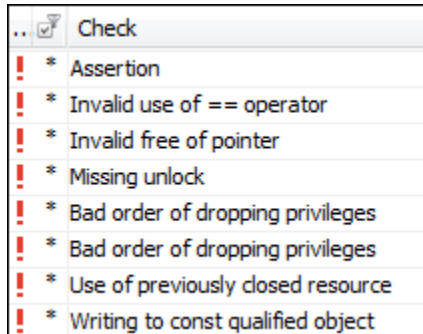 .. Check
! * Assertion
! * Invalid use of == operator
! * Invalid free of pointer
! * Missing unlock
! * Bad order of dropping privileges
! * Bad order of dropping privileges
! * Use of previously closed resource
! * Writing to const qualified object